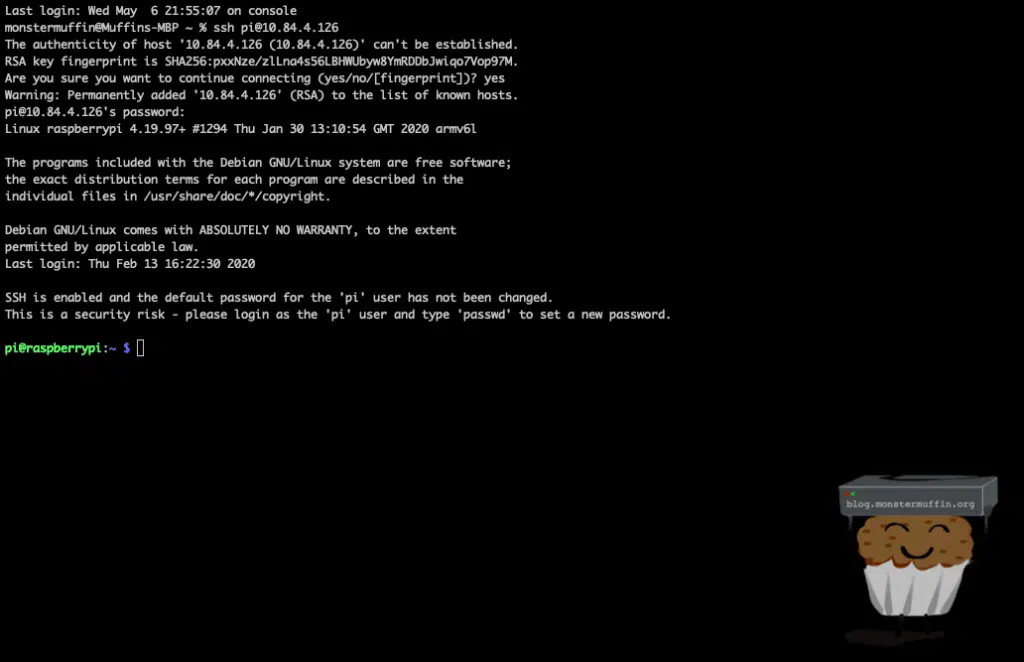 Last login: Wed May  6 21:55:07 on console
monstermuffin@Muffins-MBP ~ % ssh pi@10.84.4.126
The authenticity of host '10.84.4.126 (10.84.4.126)' can't be established.
RSA key fingerprint is SHA256:pxxNze/zlLna4s56LBHWUbyw8YmRDDbJwiqo7Vop97M.
Are you sure you want to continue connecting (yes/no/[fingerprint])? yes
Warning: Permanently added '10.84.4.126' (RSA) to the list of known hosts.
pi@10.84.4.126's password:
Linux raspberrypi 4.19.97+ #1294 Thu Jan 30 13:10:54 GMT 2020 armv6l
The programs included with the Debian GNU/Linux system are free software;
the exact distribution terms for each program are described in the
individual files in /usr/share/doc/*/copyright.
Debian GNU/Linux comes with ABSOLUTELY NO WARRANTY, to the extent
permitted by applicable law.
Last login: Thu Feb 13 16:22:30 2020
SSH is enabled and the default password for the 'pi' user has not been changed.
This is a security risk - please login as the 'pi' user and type 'passwd' to set a new password.
pi@raspberrypi:~ $
blog.monstermuffin.org